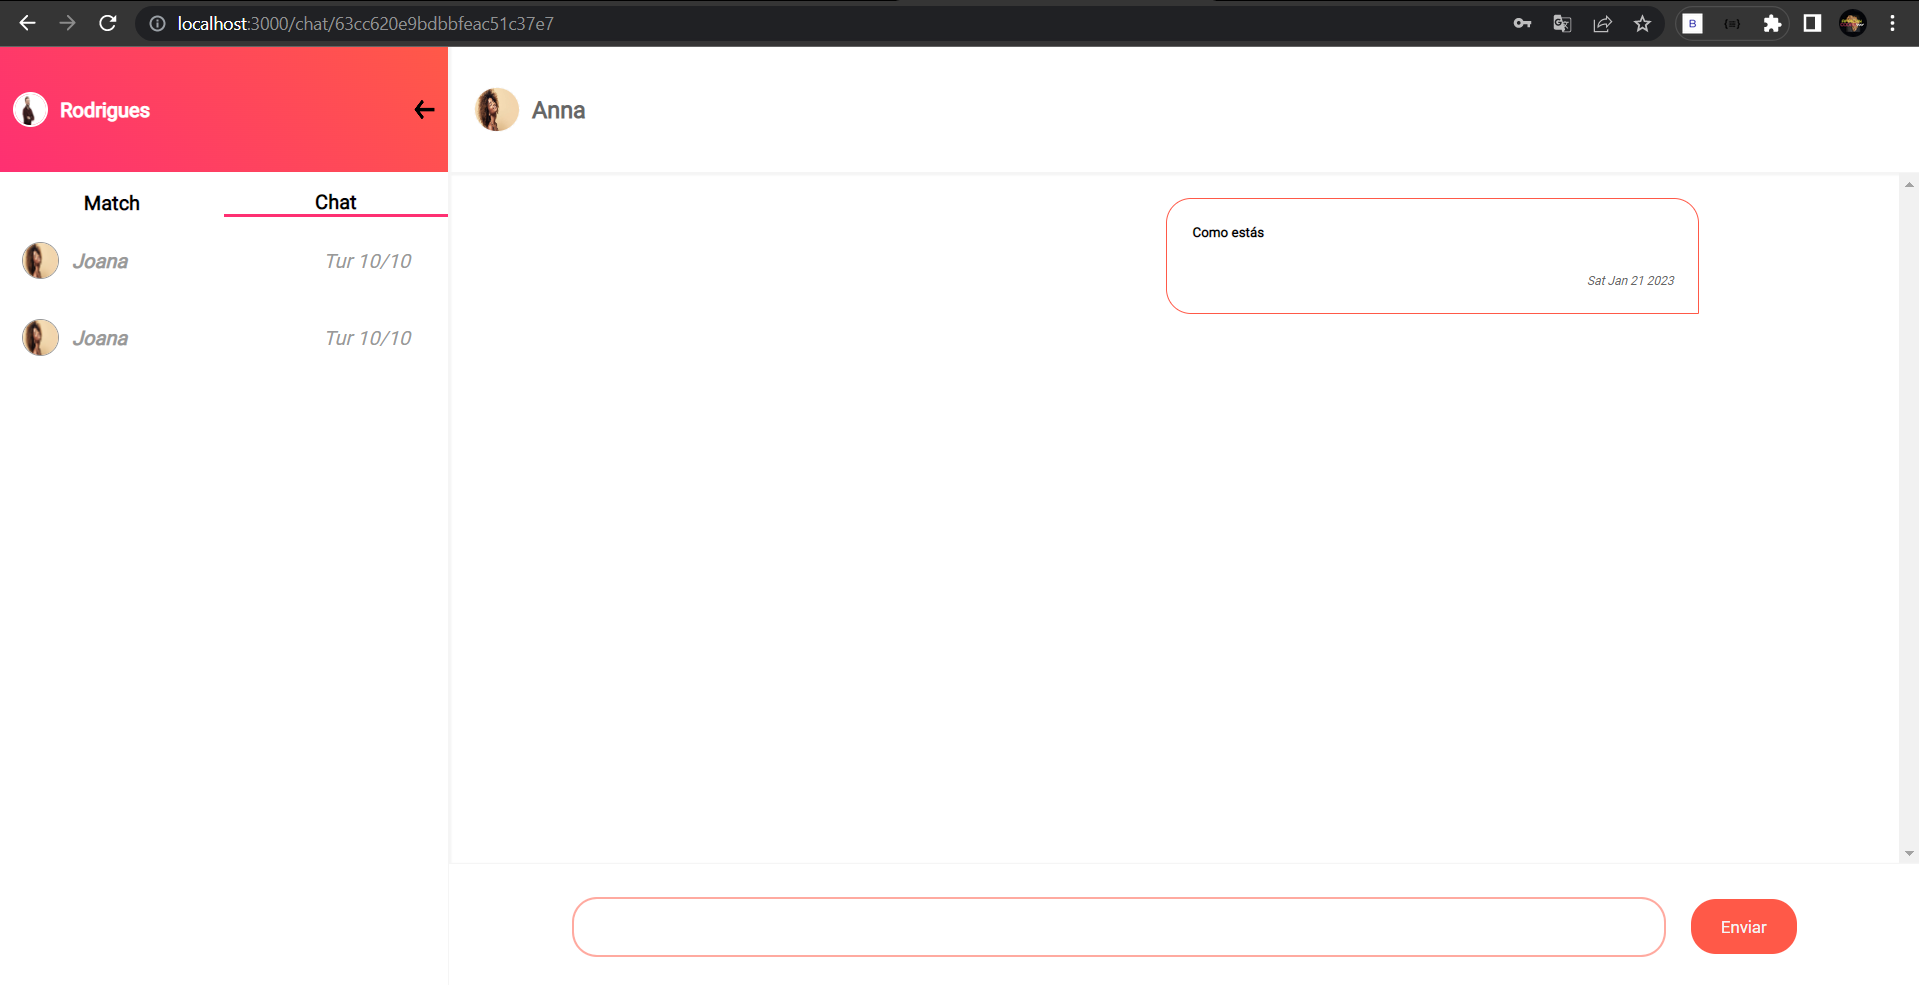 localhost:3000/chat/63cc620e9bdbbfeac51c37e7
B
Rodrigues
Anna
Match
Chat
Joana
Tur 10/10
Joana
Tur 10/10
Como estás
Sat Jan 21 2023
Enviar